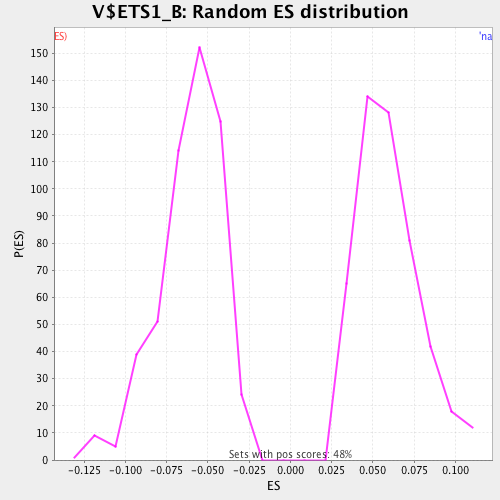 V$ETS1_B: Random ES distribution
ES)
'na
P(ES)
150
140
130
120
110
100
90
80
70
60
50
40
30
20
10
0
Sets with pos scores: 48%
-0.125 -0.100 -0.075 -0.050 -0.025 0.000 0.025 0.050 0.075 0.100
ES